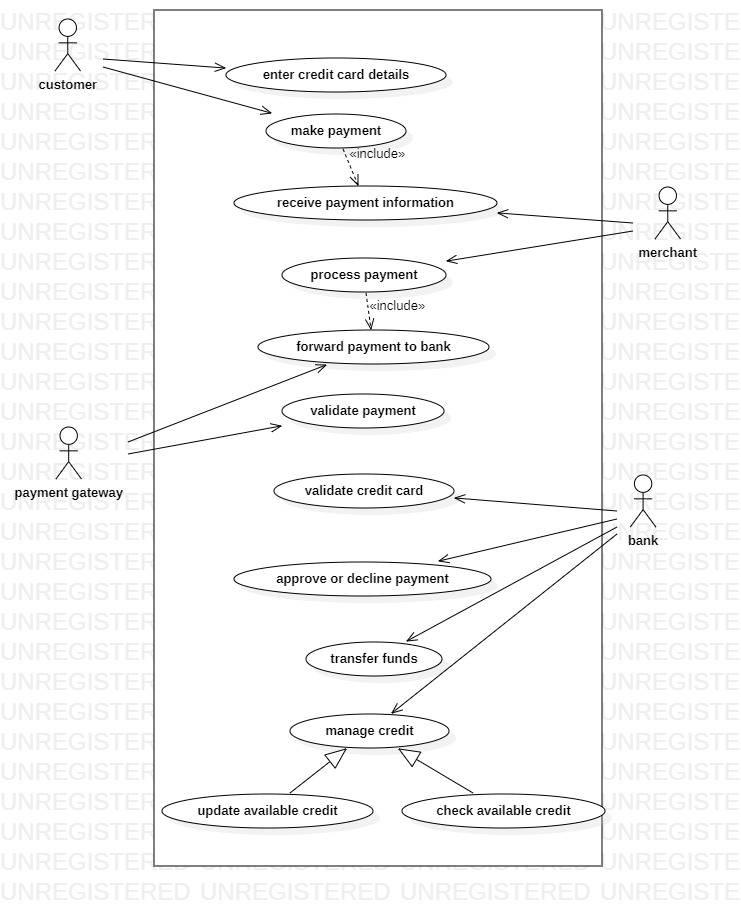 customer
enter credit card details
make payment
«include»
receive payment information
merchant
process payment
«include»
forward payment to bank
validate payment
payment gateway
validate credit card
bank
approve or decline payment
transfer funds
manage credit
update available credit
check available credit
UNREGISTERED UNREGISTERED UNREGISTERED UNREGISTE